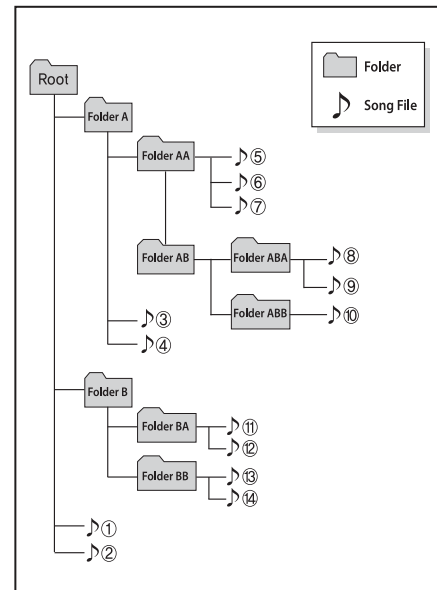 Root
Folder
Song File
Folder A
Folder AA
♪⑤
♪⑥
♪⑦
Folder AB
Folder ABA
♪⑧
♪⑨
Folder ABB
♪⑩
♪③
♪④
Folder B
Folder BA
♪⑪
♪⑫
Folder BB
♪⑬
♪⑭
♪①
♪②